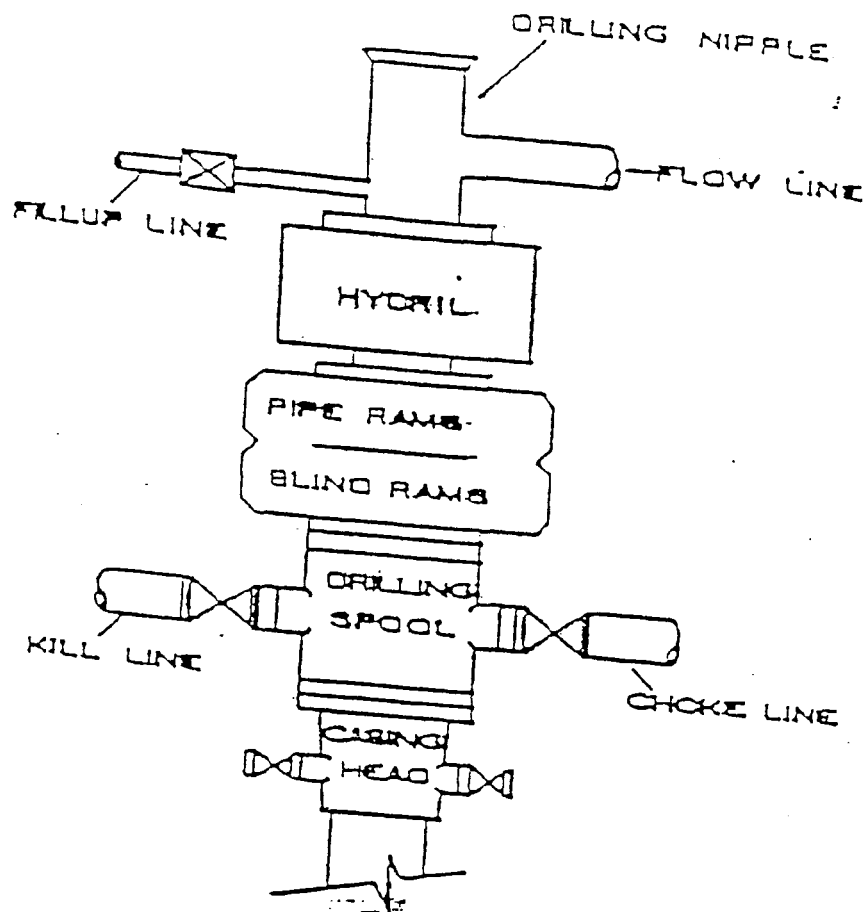 DRILLING NIPPLE
FLOW LINE
FILLUP LINE
HYDRIL
PIPE RAMS
BLIND RAMS
DRILLING
SPOOL
KILL LINE
CHOKE LINE
CASING
HEAD